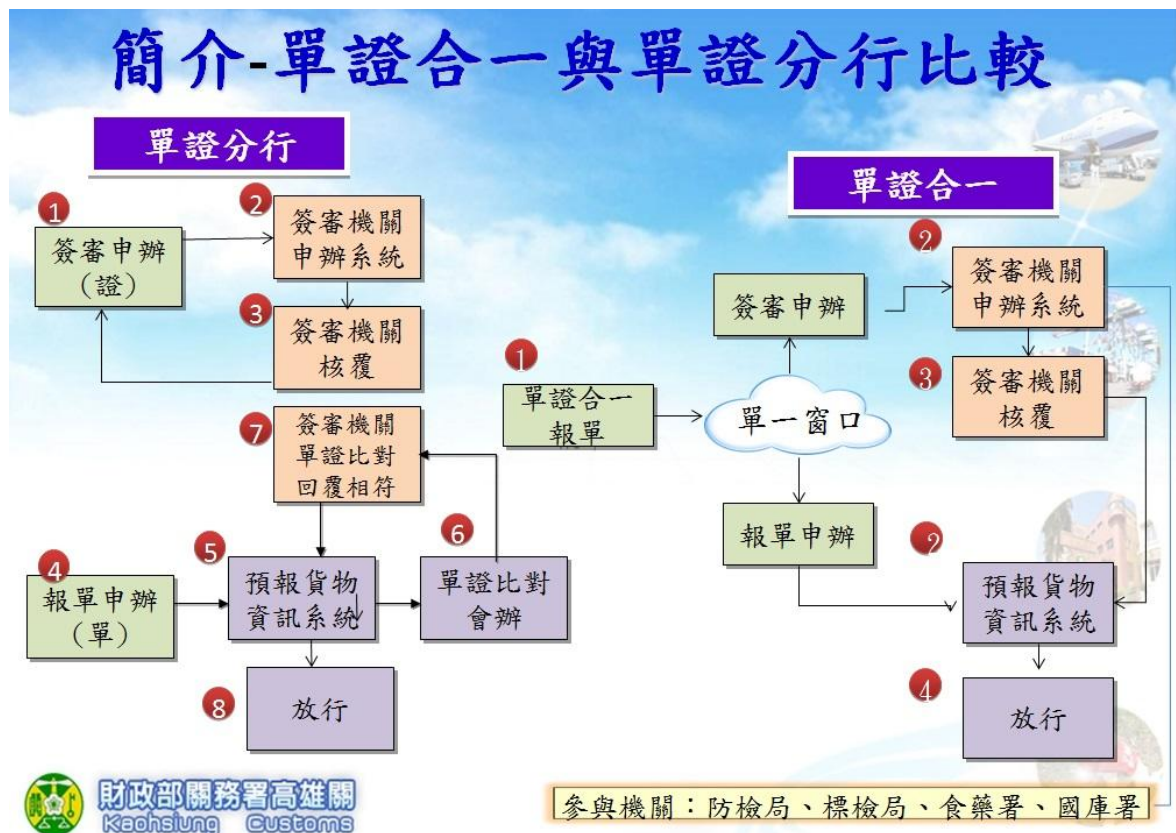 簡介-單證合一與單證分行比較
單證分行
1
簽審申辦
(證)
2
簽審機關
申辦系統
3
簽審機關
核覆
7
簽審機關
單證比對
回覆相符
4
報單申辦
(單)
5
預報貨物
資訊系統
6
單證比對
會辦
8
放行
單證合一
1
單證合一
報單
單一窗口
簽審申辦
2
簽審機關
申辦系統
3
簽審機關
核覆
報單申辦
2
預報貨物
資訊系統
4
放行
財政部關務署高雄關
Kaohsiung Customs
參與機關：防檢局、標檢局、食藥署、國庫署